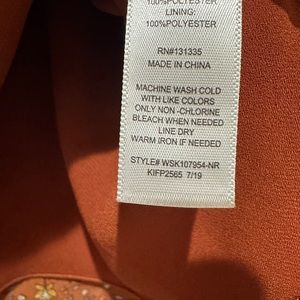 100%POLYESTER
LINING:
100%POLYESTER
RN#131335
MADE IN CHINA
MACHINE WASH COLD
WITH LIKE COLORS
ONLY NON -CHLORINE
BLEACH WHEN NEEDED
LINE DRY
WARM IRON IF NEEDED
STYLE# WSK107954-NR
KIFP2565 7/19